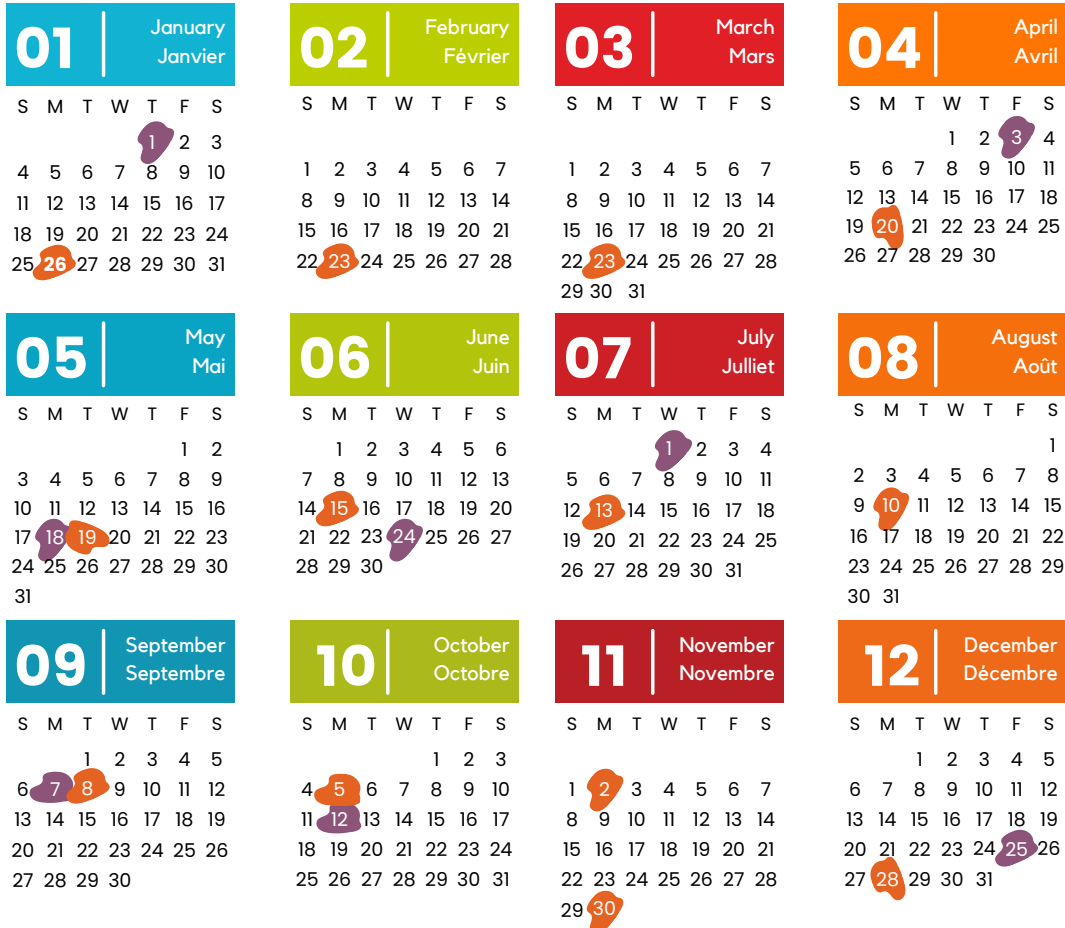 01 January
Janvier
S M T W T F S
1 2 3
4 5 6 7 8 9 10
11 12 13 14 15 16 17
18 19 20 21 22 23 24
25 26 27 28 29 30 31
02 February
Février
S M T W T F S
1 2 3 4 5 6 7
8 9 10 11 12 13 14
15 16 17 18 19 20 21
22 23 24 25 26 27 28
03 March
Mars
S M T W T F S
1 2 3 4 5 6 7
8 9 10 11 12 13 14
15 16 17 18 19 20 21
22 23 24 25 26 27 28
29 30 31
04 April
Avril
S M T W T F S
1 2 3 4
5 6 7 8 9 10 11
12 13 14 15 16 17 18
19 20 21 22 23 24 25
26 27 28 29 30
05 May
Mai
S M T W T F S
1 2
3 4 5 6 7 8 9
10 11 12 13 14 15 16
17 18 19 20 21 22 23
24 25 26 27 28 29 30
31
06 June
Juin
S M T W T F S
1 2 3 4 5 6
7 8 9 10 11 12 13
14 15 16 17 18 19 20
21 22 23 24 25 26 27
28 29 30
07 July
Julliet
S M T W T F S
1 2 3 4
5 6 7 8 9 10 11
12 13 14 15 16 17 18
19 20 21 22 23 24 25
26 27 28 29 30 31
08 August
Août
S M T W T F S
1
2 3 4 5 6 7 8
9 10 11 12 13 14 15
16 17 18 19 20 21 22
23 24 25 26 27 28 29
30 31
09 September
Septembre
S M T W T F S
1 2 3 4 5
6 7 8 9 10 11 12
13 14 15 16 17 18 19
20 21 22 23 24 25 26
27 28 29 30
10 October
Octobre
S M T W T F S
1 2 3
4 5 6 7 8 9 10
11 12 13 14 15 16 17
18 19 20 21 22 23 24
25 26 27 28 29 30 31
11 November
Novembre
S M T W T F S
1 2 3 4 5 6 7
8 9 10 11 12 13 14
15 16 17 18 19 20 21
22 23 24 25 26 27 28
29 30
12 December
Décembre
S M T W T F S
1 2 3 4 5
6 7 8 9 10 11 12
13 14 15 16 17 18 19
20 21 22 23 24 25 26
27 28 29 30 31